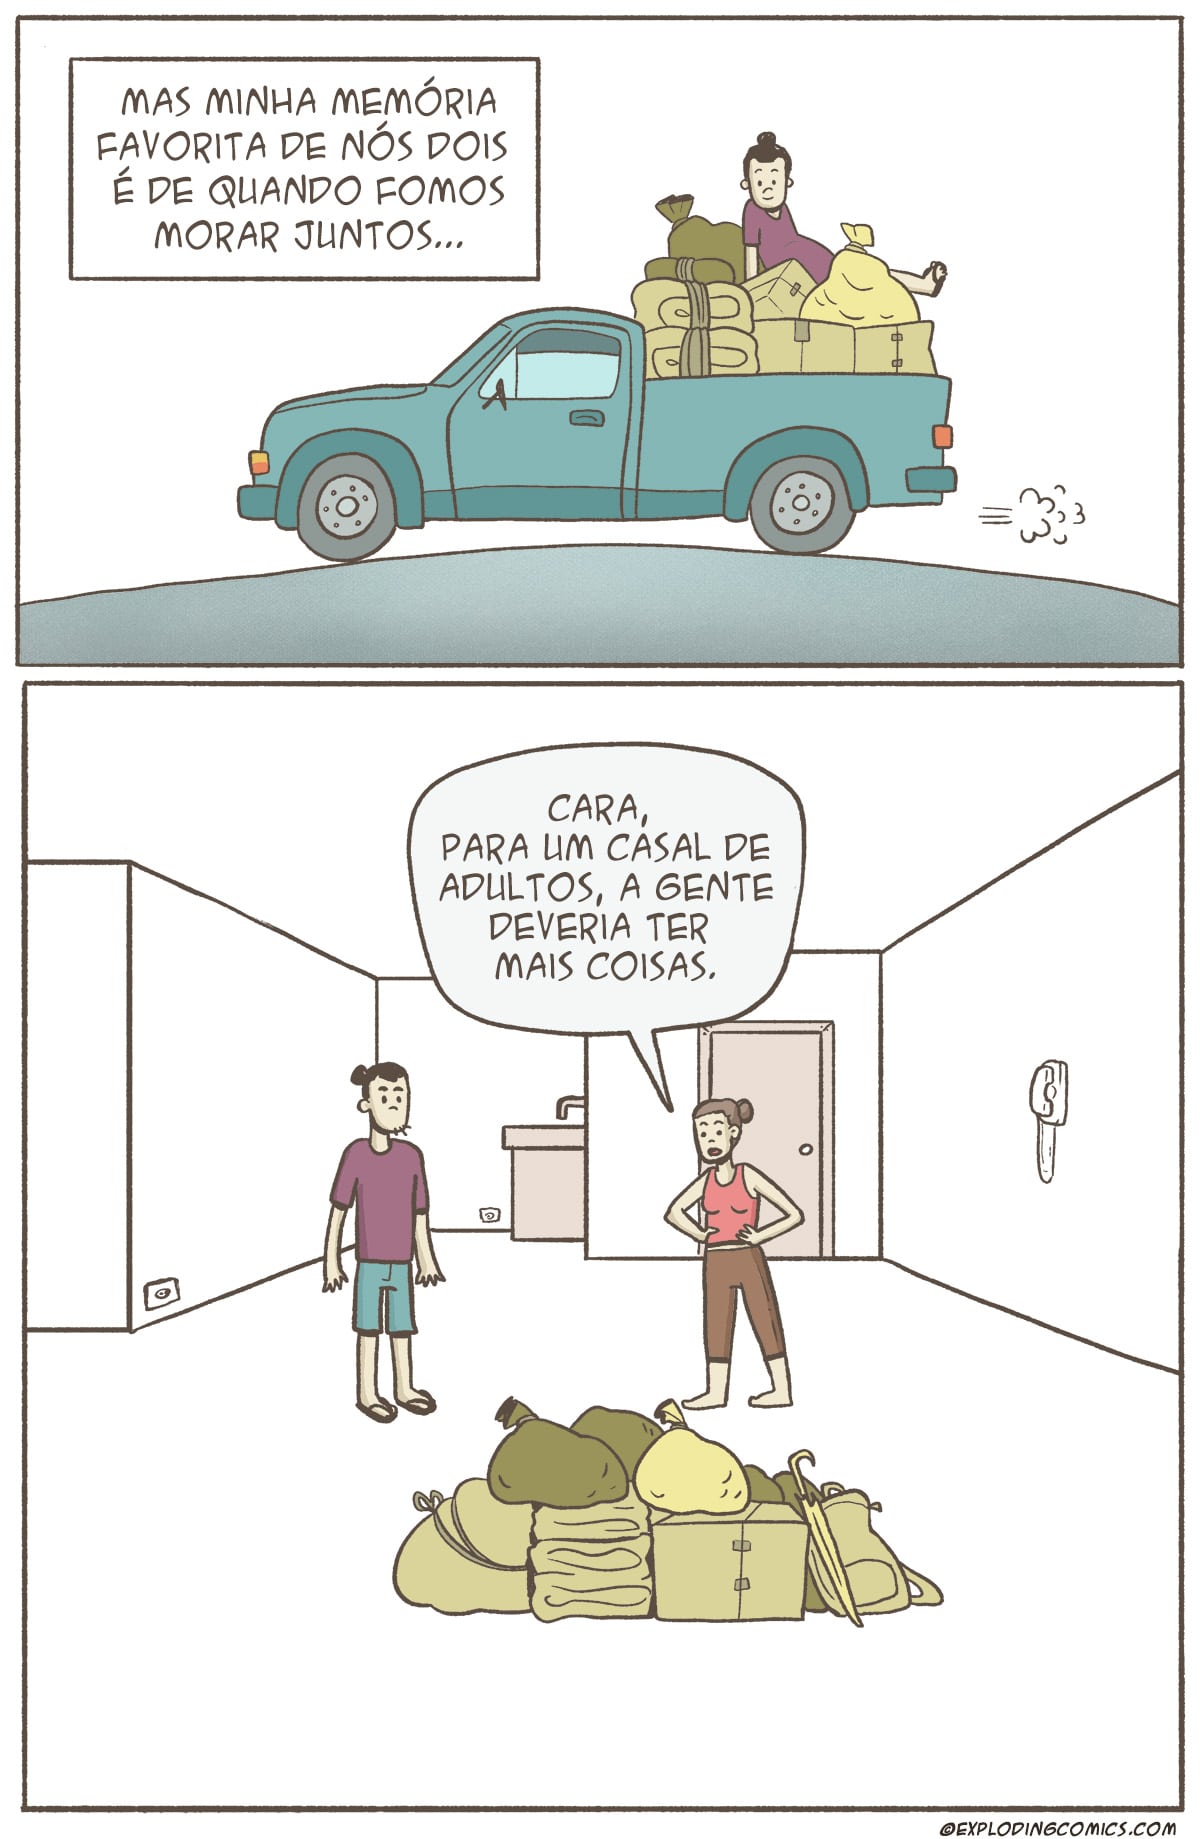 MAS MINHA MEMÓRIA
FAVORITA DE NÓS DOIS
É DE QUANDO FOMOS
MORAR JUNTOS...
CARA,
PARA UM CASAL DE
ADULTOS, A GENTE
DEVERIA TER
MAIS COISAS.
©EXPLODINGCOMICS.COM